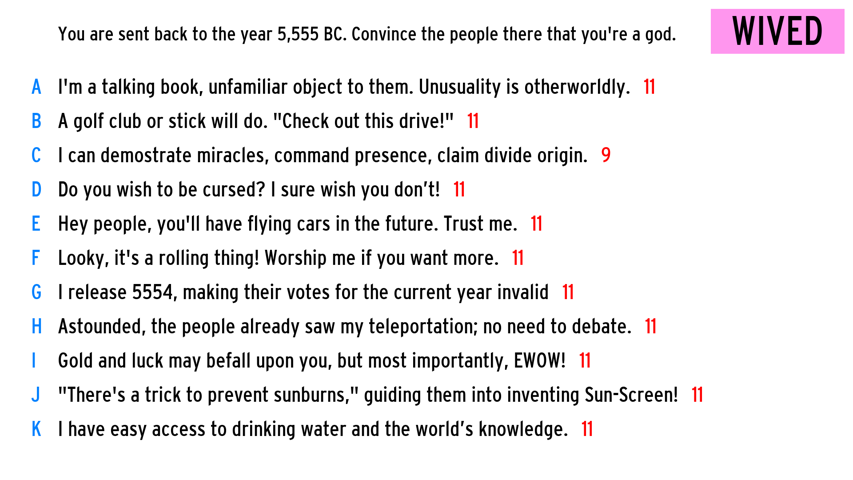 You are sent back to the year 5,555 BC. Convince the people there that you're a god.
WIVED
A I'm a talking book, unfamiliar object to them. Unusuality is otherworldly. 11
B A golf club or stick will do. "Check out this drive!" 11
C I can demostrate miracles, command presence, claim divide origin. 9
D Do you wish to be cursed? I sure wish you don’t! 11
E Hey people, you'll have flying cars in the future. Trust me. 11
F Looky, it's a rolling thing! Worship me if you want more. 11
G I release 5554, making their votes for the current year invalid 11
H Astounded, the people already saw my teleportation; no need to debate. 11
I Gold and luck may befall upon you, but most importantly, EWOW! 11
J "There's a trick to prevent sunburns," guiding them into inventing Sun-Screen! 11
K I have easy access to drinking water and the world’s knowledge. 11